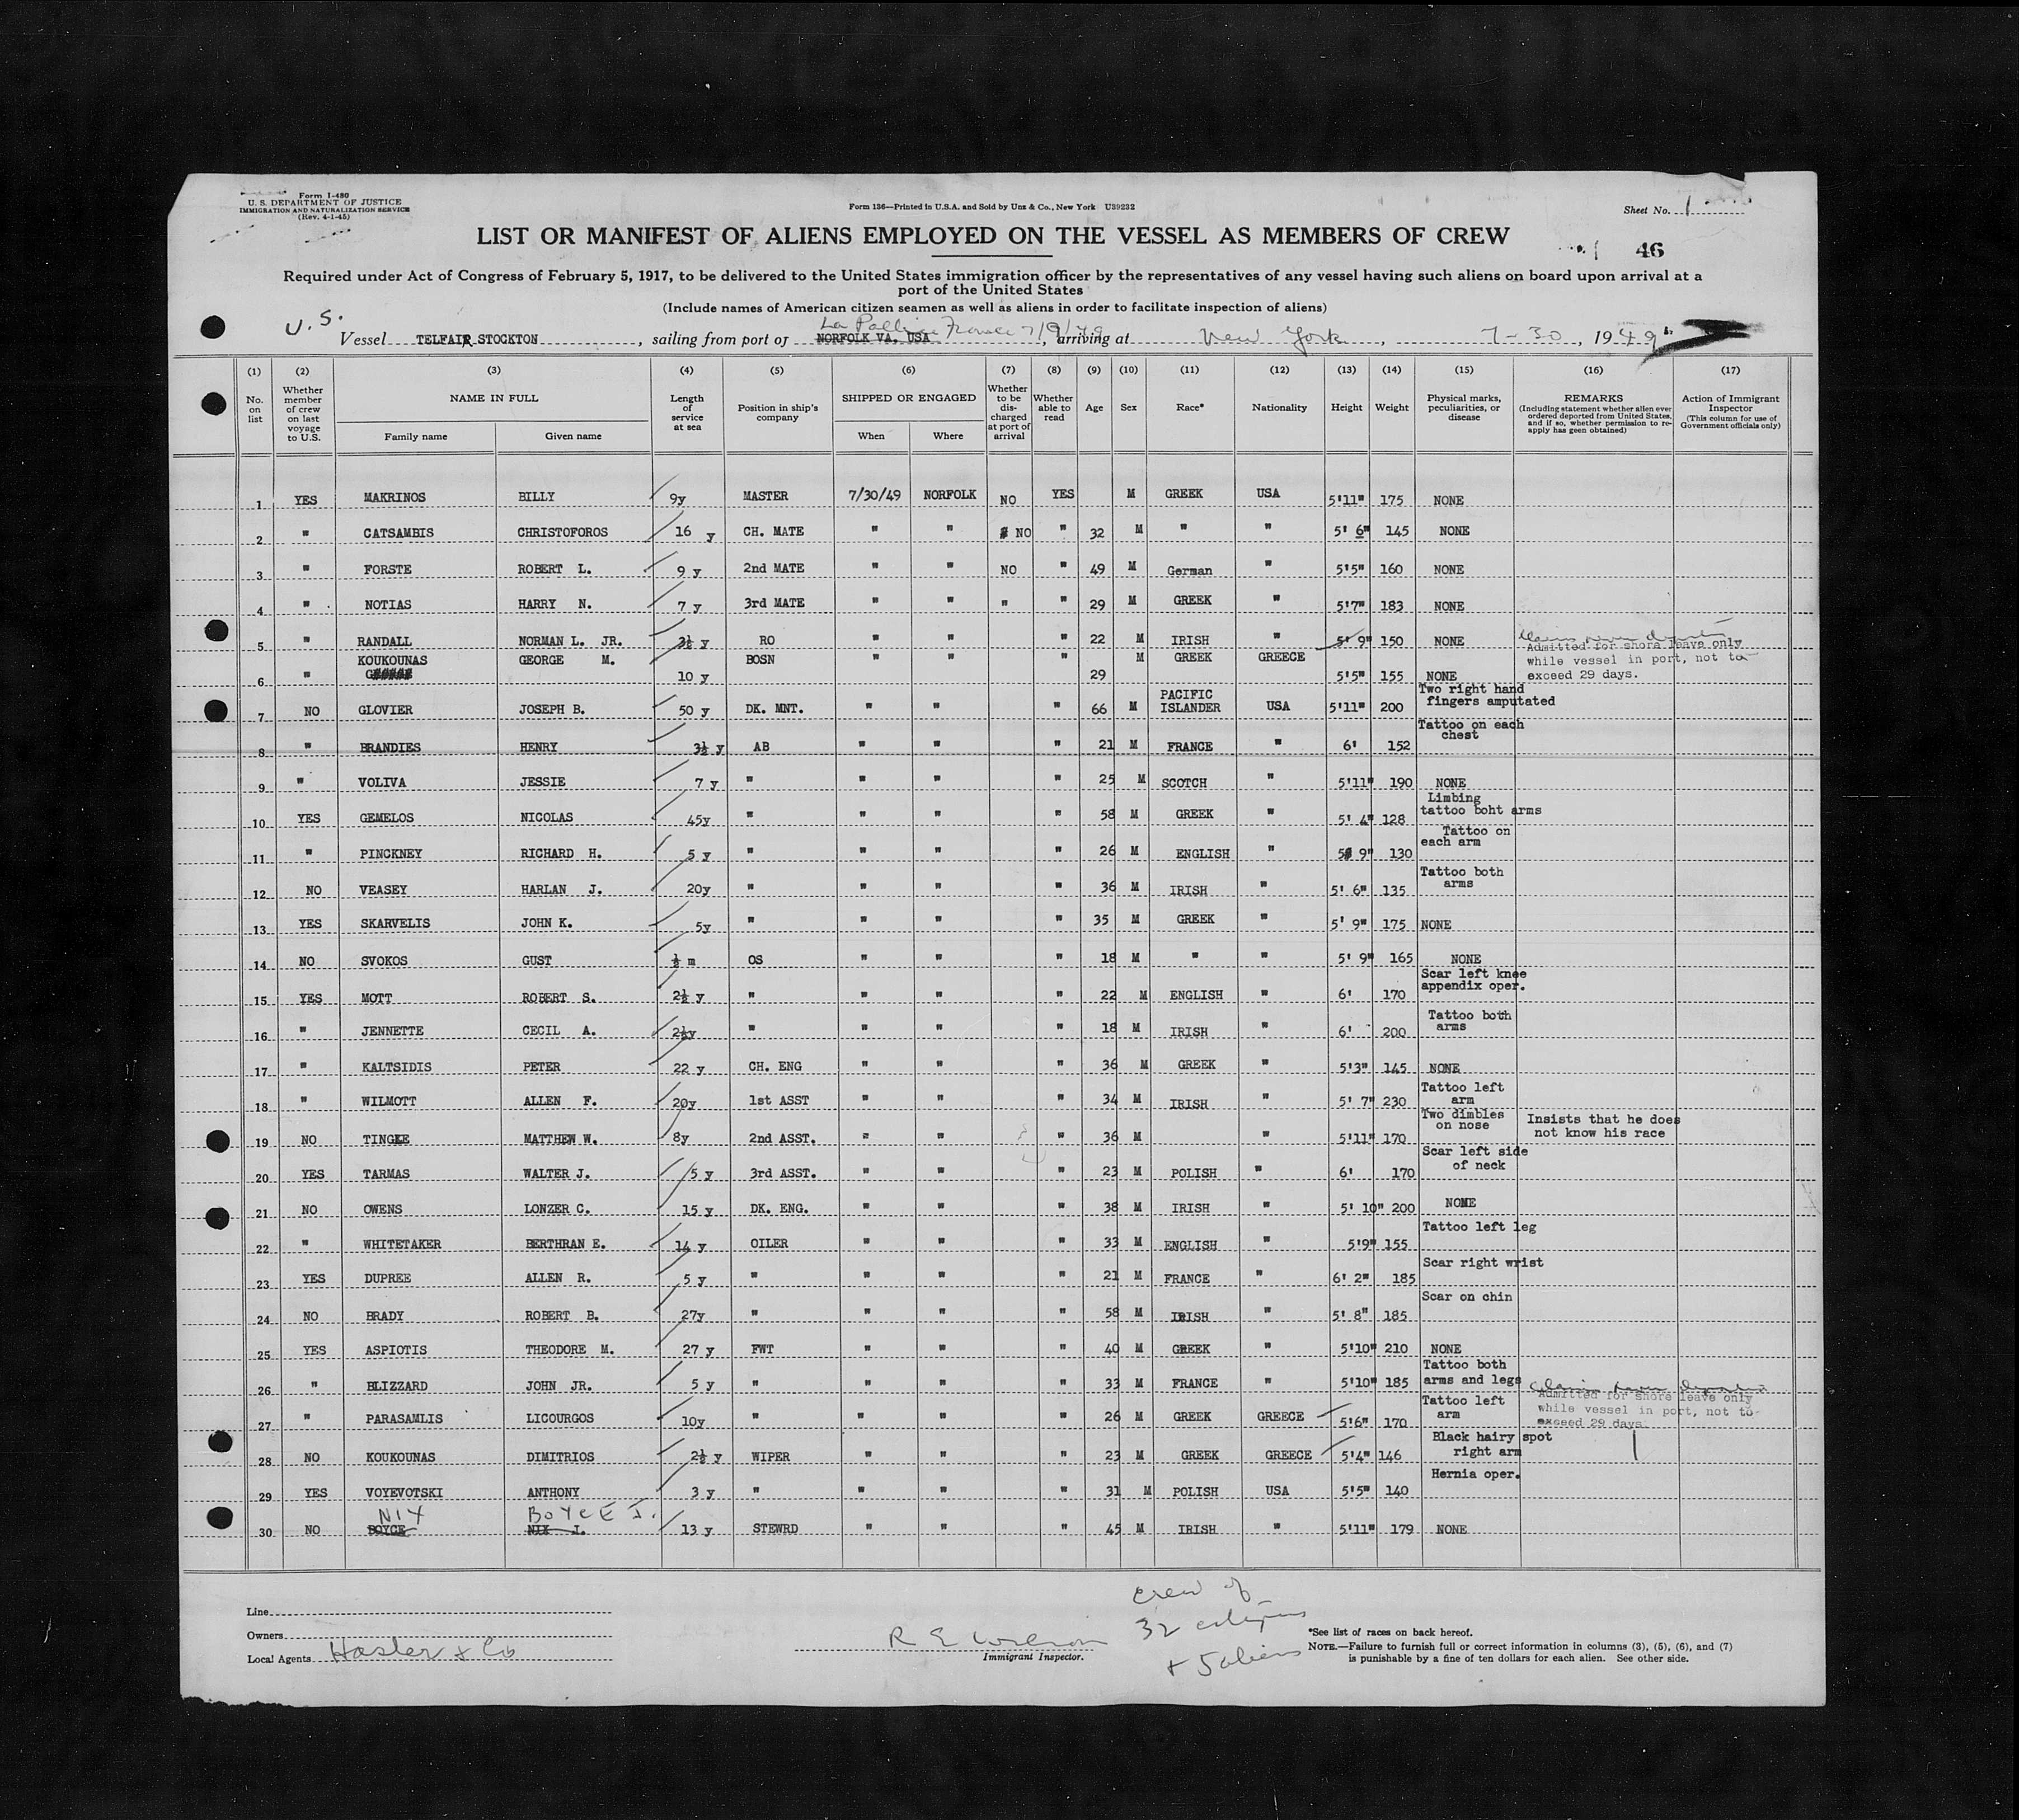 Form I-480
U. S. DEPARTMENT OF JUSTICE
IMMIGRATION AND NATURALIZATION SERVICE
(Rev. 4-1-45)
Form 136—Printed in U.S.A. and Sold by Unz & Co., New York U39232
Sheet No. 1
LIST OR MANIFEST OF ALIENS EMPLOYED ON THE VESSEL AS MEMBERS OF CREW
46
Required under Act of Congress of February 5, 1917, to be delivered to the United States immigration officer by the representatives of any vessel having such aliens on board upon arrival at a
port of the United States
(Include names of American citizen seamen as well as aliens in order to facilitate inspection of aliens)
U. S. La Pallice France 7/9/49
Vessel TELFAIR STOCKTON, sailing from port of NORFOLK VA. USA, arriving at New York, 7-30, 1949
(1) (2) (3) (4) (5) (6) (7) (8) (9) (10) (11) (12) (13) (14) (15) (16) (17)
No. on list Whether member of crew on last voyage to U.S. NAME IN FULL Family name Given name Length of service at sea Position in ship's company SHIPPED OR ENGAGED When Where Whether to be discharged at port of arrival Whether able to read Age Sex Race* Nationality Height Weight Physical marks, peculiarities, or disease REMARKS (Including statement whether alien ever ordered deported from United States, and if so, whether permission to re-apply has geen obtained) Action of Immigrant Inspector (This column for use of Government officials only)
1 YES MAKRINOS BILLY 9y MASTER 7/30/49 NORFOLK NO YES M GREEK USA 5'11" 175 NONE
2 " CATSAMBIS CHRISTOFOROS 16 y CH. MATE " " NO " 32 M " " 5' 6" 145 NONE
3 " FORSTE ROBERT L. 9 y 2nd MATE " " NO " 49 M German " 5'5" 160 NONE
4 " NOTIAS HARRY N. 7 y 3rd MATE " " " " 29 M GREEK " 5'7" 183 NONE
5 " RANDALL NORMAN L. JR. 3½ y RO " " " 22 M IRISH " 5' 9" 150 NONE
6 " KOUKOUNAS GEORGE M. 10 y BOSN " " " 29 M GREEK GREECE 5'5" 155 NONE Admitted for shore leave only while vessel in port, not to exceed 29 days.
7 NO GLOVIER JOSEPH B. 50 y DK. MNT. " " " 66 M PACIFIC ISLANDER USA 5'11" 200 Two right hand fingers amputated
8 " BRANDIES HENRY 3½ y AB " " " 21 M FRANCE " 6' 152 Tattoo on each chest
9 " VOLIVA JESSIE 7 y " " " " 25 M SCOTCH " 5'11" 190 NONE
10 YES GEMELOS NICOLAS 45y " " " " 58 M GREEK " 5' 4" 128 Limbing tattoo boht arms
11 " PINCKNEY RICHARD H. 5 y " " " " 26 M ENGLISH " 5' 9" 130 Tattoo on each arm
12 NO VEASEY HARLAN J. 20y " " " " 36 M IRISH " 5' 6" 135 Tattoo both arms
13 YES SKARVELIS JOHN K. 5y " " " " 35 M GREEK " 5' 9" 175 NONE
14 NO SVOKOS GUST ½ m OS " " " 18 M " " 5' 9" 165 NONE
15 YES MOTT ROBERT S. 2½ y " " " " 22 M ENGLISH " 6' 170 Scar left knee appendix oper.
16 " JENNETTE CECIL A. 2½y " " " " 18 M IRISH " 6' 200 Tattoo both arms
17 " KALTSIDIS PETER 22 y CH. ENG " " " 36 M GREEK " 5'3" 145 NONE
18 " WILMOTT ALLEN F. 20y 1st ASST " " " 34 M IRISH " 5' 7" 230 Tattoo left arm
19 NO TINGLE MATTHEW W. 8y 2nd ASST. " " " 36 M " 5'11" 170 Two dimbles on nose Insists that he does not know his race
20 YES TARMAS WALTER J. 5 y 3rd ASST. " " " 23 M POLISH " 6' 170 Scar left side of neck
21 NO OWENS LONZER C. 15 y DK. ENG. " " " 38 M IRISH " 5' 10" 200 NONE
22 " WHITETAKER BERTHRAN E. 14 y OILER " " " 33 M ENGLISH " 5'9" 155 Tattoo left leg
23 YES DUPREE ALLEN R. 5 y " " " " 21 M FRANCE " 6' 2" 185 Scar right wrist
24 NO BRADY ROBERT B. 27y " " " " 58 M IRISH " 5' 8" 185 Scar on chin
25 YES ASPIOTIS THEODORE M. 27 y FWT " " " 40 M GREEK " 5'10" 210 NONE
26 " BLIZZARD JOHN JR. 5 y " " " " 33 M FRANCE " 5'10" 185 Tattoo both arms and legs
27 " PARASAMLIS LICOURGOS 10y " " " " 26 M GREEK GREECE 5'6" 170 Tattoo left arm Admitted for shore leave only while vessel in port, not to exceed 29 days.
28 NO KOUKOUNAS DIMITRIOS 2½ y WIPER " " " 23 M GREEK GREECE 5'4" 146 Black hairy spot right arm
29 YES VOYEVOTSKI ANTHONY 3 y " " " " 31 M POLISH USA 5'5" 140 Hernia oper.
NIX BOYCE J.
30 NO BOYCE NIX J. 13 y STEWRD " " " 45 M IRISH " 5'11" 179 NONE
Line
Owners
Local Agents Hasler & Co
R E Wilson
Immigrant Inspector.
crew of
32 citizens
+ 5 aliens
*See list of races on back hereof.
NOTE.—Failure to furnish full or correct information in columns (3), (5), (6), and (7)
is punishable by a fine of ten dollars for each alien. See other side.